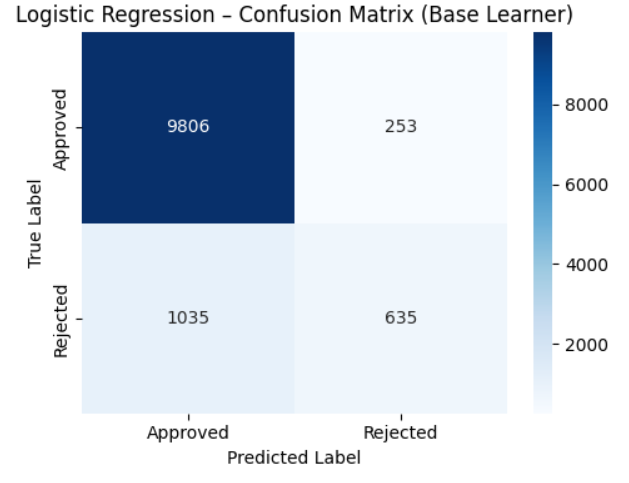 Logistic Regression – Confusion Matrix (Base Learner)
True Label
Approved
9806
253
Rejected
1035
635
Approved
Rejected
Predicted Label
8000
6000
4000
2000